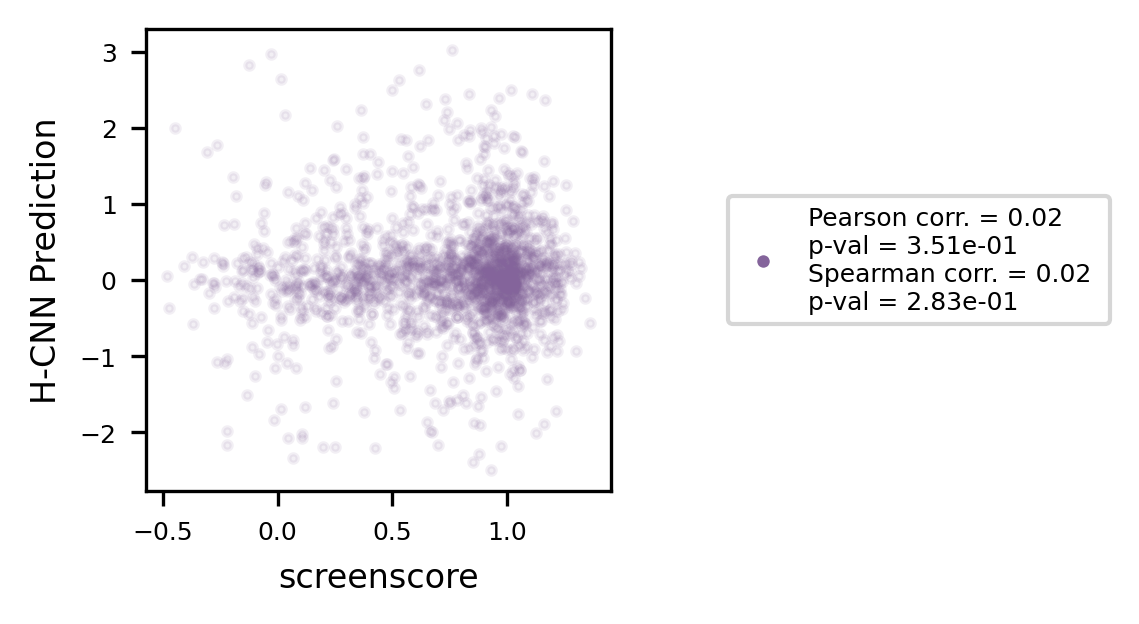 3
2
1
0
−1
−2
H-CNN Prediction
−0.5 0.0 0.5 1.0
screenscore
Pearson corr. = 0.02
p-val = 3.51e-01
Spearman corr. = 0.02
p-val = 2.83e-01